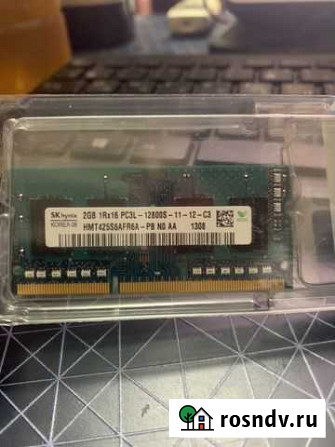 SK hynix
KOREA 08
2GB 1Rx16 PC3L-12800S-11-12-C3
HMT425S6AFR6A-PB N0 AA 1308
rosndv.ru